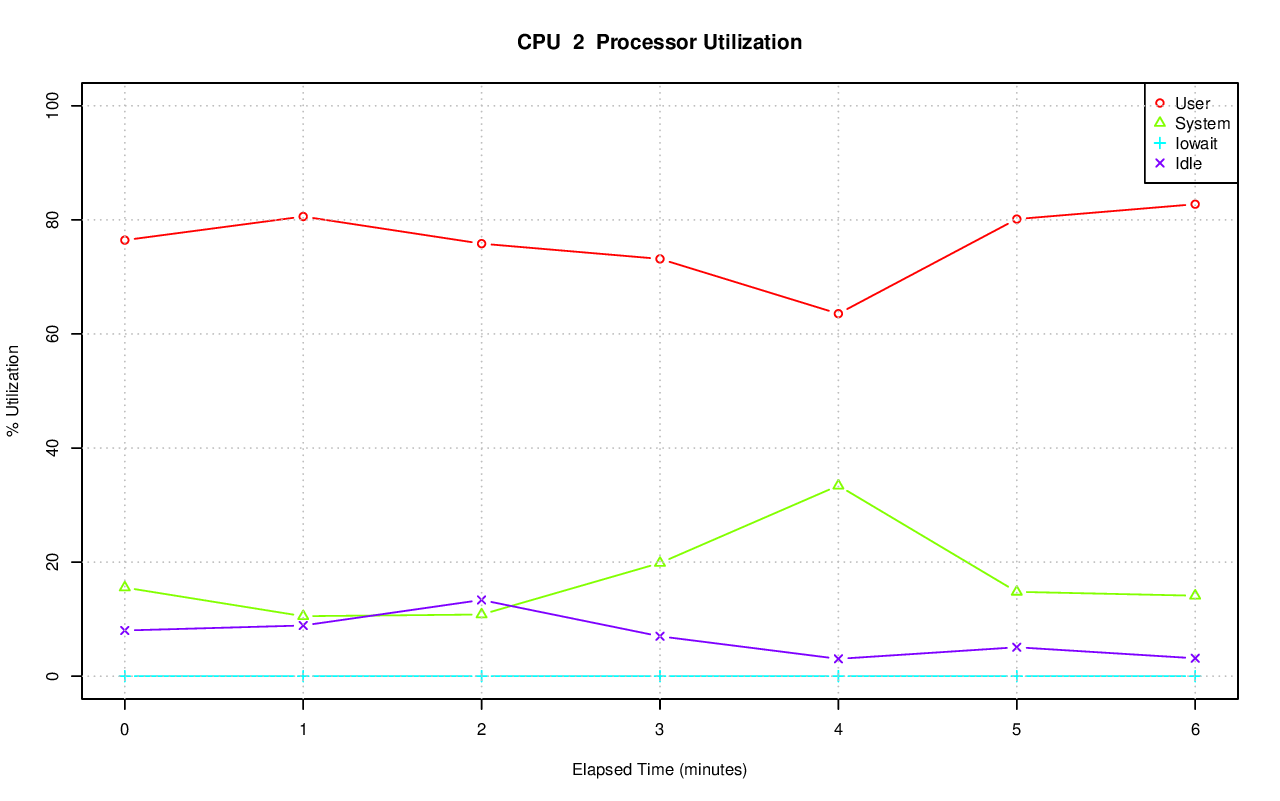 CPU  2  Processor Utilization
User
System
Iowait
Idle
% Utilization
100
80
60
40
20
0
0 1 2 3 4 5 6
Elapsed Time (minutes)